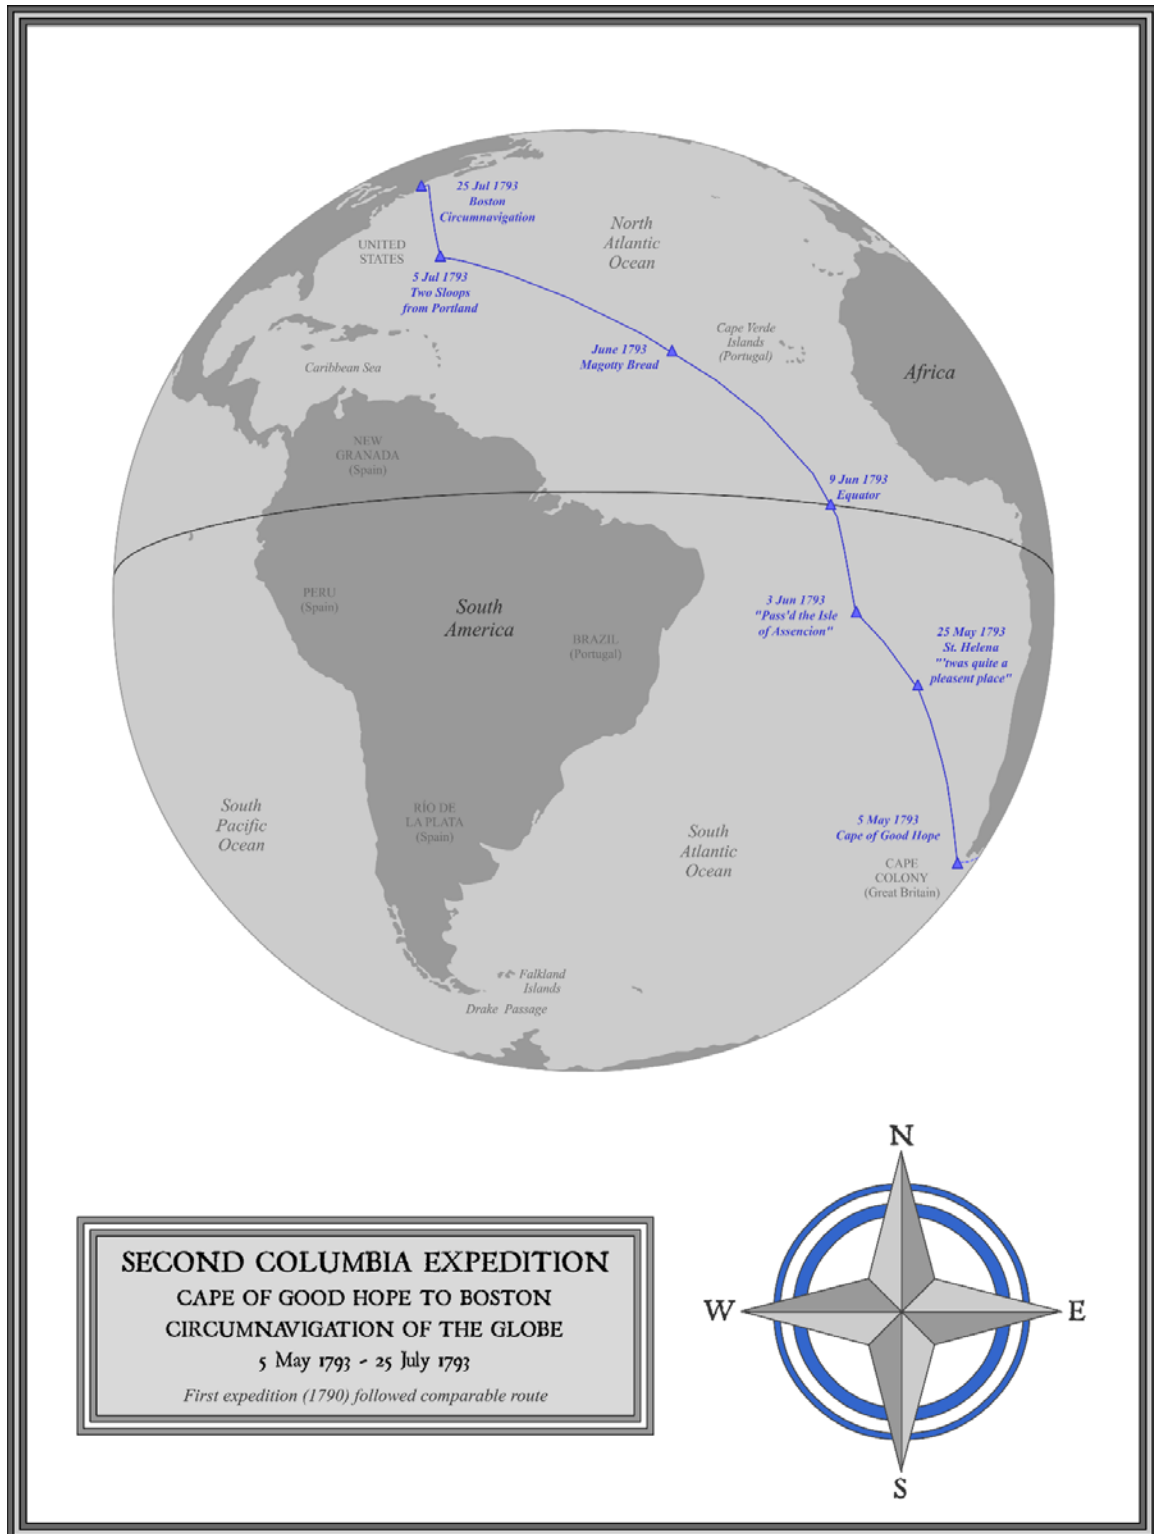 25 Jul 1793
Boston
Circumnavigation
North
Atlantic
Ocean
UNITED
STATES
5 Jul 1793
Two Sloops
from Portland
Cape Verde
Islands
(Portugal)
June 1793
Magotty Bread
Caribbean Sea
Africa
NEW
GRANADA
(Spain)
9 Jun 1793
Equator
PERU
(Spain)
South
America
3 Jun 1793
"Pass'd the Isle
of Assencion"
BRAZIL
(Portugal)
25 May 1793
St. Helena
"'twas quite a
pleasent place"
South
Pacific
Ocean
RÍO DE
LA PLATA
(Spain)
South
Atlantic
Ocean
5 May 1793
Cape of Good Hope
CAPE
COLONY
(Great Britain)
Falkland
Islands
Drake Passage
N
W
E
S
SECOND COLUMBIA EXPEDITION
CAPE OF GOOD HOPE TO BOSTON
CIRCUMNAVIGATION OF THE GLOBE
5 May 1793 - 25 July 1793
First expedition (1790) followed comparable route